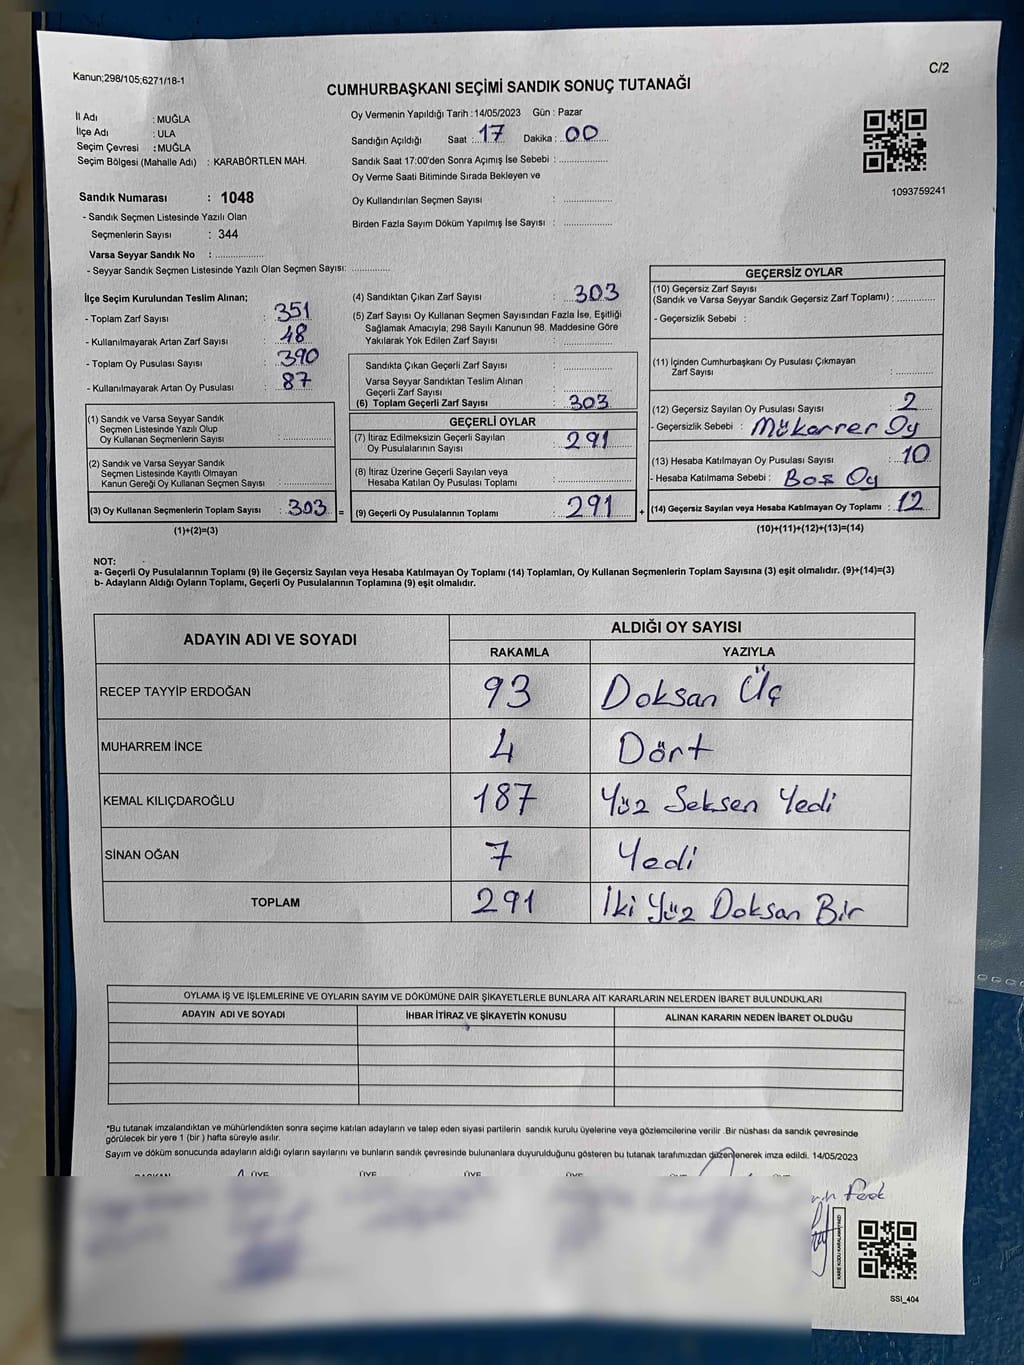 Kanun;298/105;6271/18-1
C/2
CUMHURBAŞKANI SEÇİMİ SANDIK SONUÇ TUTANAĞI
İl Adı : MUĞLA
İlçe Adı : ULA
Seçim Çevresi : MUĞLA
Seçim Bölgesi (Mahalle Adı) : KARABÖRTLEN MAH.
Sandık Numarası : 1048
- Sandık Seçmen Listesinde Yazılı Olan
Seçmenlerin Sayısı : 344
Varsa Seyyar Sandık No : ..................
- Seyyar Sandık Seçmen Listesinde Yazılı Olan Seçmen Sayısı: ..............
Oy Vermenin Yapıldığı Tarih : 14/05/2023 Gün : Pazar
Sandığın Açıldığı Saat : 17 Dakika : 00
Sandık Saat 17:00'den Sonra Açımış İse Sebebi : ..................
Oy Verme Saati Bitiminde Sırada Bekleyen ve
Oy Kullandırılan Seçmen Sayısı : ..................
Birden Fazla Sayım Döküm Yapılmış İse Sayısı : ..................
1093759241
İlçe Seçim Kurulundan Teslim Alınan;
- Toplam Zarf Sayısı : 351
- Kullanılmayarak Artan Zarf Sayısı : 48
- Toplam Oy Pusulası Sayısı : 390
- Kullanılmayarak Artan Oy Pusulası : 87
(1) Sandık ve Varsa Seyyar Sandık
Seçmen Listesinde Yazılı Olup
Oy Kullanan Seçmenlerin Sayısı : ..................
(2) Sandık ve Varsa Seyyar Sandık
Seçmen Listesinde Kayıtlı Olmayan
Kanun Gereği Oy Kullanan Seçmen Sayısı : ..................
(3) Oy Kullanan Seçmenlerin Toplam Sayısı : 303 =
(1)+(2)=(3)
(4) Sandıktan Çıkan Zarf Sayısı : 303
(5) Zarf Sayısı Oy Kullanan Seçmen Sayısından Fazla İse, Eşitliği
Sağlamak Amacıyla; 298 Sayılı Kanunun 98. Maddesine Göre
Yakılarak Yok Edilen Zarf Sayısı : ..................
Sandıkta Çıkan Geçerli Zarf Sayısı : ..................
Varsa Seyyar Sandıktan Teslim Alınan
Geçerli Zarf Sayısı : ..................
(6) Toplam Geçerli Zarf Sayısı : 303
GEÇERLİ OYLAR
(7) İtiraz Edilmeksizin Geçerli Sayılan
Oy Pusulalarının Sayısı : 291
(8) İtiraz Üzerine Geçerli Sayılan veya
Hesaba Katılan Oy Pusulası Toplamı : ..................
(9) Geçerli Oy Pusulalarının Toplamı : 291 +
GEÇERSİZ OYLAR
(10) Geçersiz Zarf Sayısı
(Sandık ve Varsa Seyyar Sandık Geçersiz Zarf Toplamı) : ..............
- Geçersizlik Sebebi :
(11) İçinden Cumhurbaşkanı Oy Pusulası Çıkmayan
Zarf Sayısı : ..............
(12) Geçersiz Sayılan Oy Pusulası Sayısı : 2
- Geçersizlik Sebebi : Mükerrer Oy
(13) Hesaba Katılmayan Oy Pusulası Sayısı : 10
- Hesaba Katılmama Sebebi : Boş Oy
(14) Geçersiz Sayılan veya Hesaba Katılmayan Oy Toplamı : 12
(10)+(11)+(12)+(13)=(14)
NOT:
a- Geçerli Oy Pusulalarının Toplamı (9) ile Geçersiz Sayılan veya Hesaba Katılmayan Oy Toplamı (14) Toplamları, Oy Kullanan Seçmenlerin Toplam Sayısına (3) eşit olmalıdır. (9)+(14)=(3)
b- Adayların Aldığı Oyların Toplamı, Geçerli Oy Pusulalarının Toplamına (9) eşit olmalıdır.
ADAYIN ADI VE SOYADI ALDIĞI OY SAYISI
RAKAMLA YAZIYLA
RECEP TAYYİP ERDOĞAN 93 Doksan Üç
MUHARREM İNCE 4 Dört
KEMAL KILIÇDAROĞLU 187 Yüz Seksen Yedi
SİNAN OĞAN 7 Yedi
TOPLAM 291 İki Yüz Doksan Bir
OYLAMA İŞ VE İŞLEMLERİNE VE OYLARIN SAYIM VE DÖKÜMÜNE DAİR ŞİKAYETLERLE BUNLARA AİT KARARLARIN NELERDEN İBARET BULUNDUKLARI
ADAYIN ADI VE SOYADI İHBAR İTİRAZ VE ŞİKAYETİN KONUSU ALINAN KARARIN NEDEN İBARET OLDUĞU
*Bu tutanak imzalandıktan ve mühürlendikten sonra seçime katılan adayların ve talep eden siyasi partilerin sandık kurulu üyelerine veya gözlemcilerine verilir .Bir nüshası da sandık çevresinde
görülecek bir yere 1 (bir ) hafta süreyle asılır.
Sayım ve döküm sonucunda adayların aldığı oyların sayılarını ve bunların sandık çevresinde bulunanlara duyurulduğunu gösteren bu tutanak tarafımızdan düzenlenerek imza edildi. 14/05/2023
BAŞKAN ÜYE ÜYE ÜYE ÜYE
KARE KODU KARALAMAYINIZ!
SSI_404